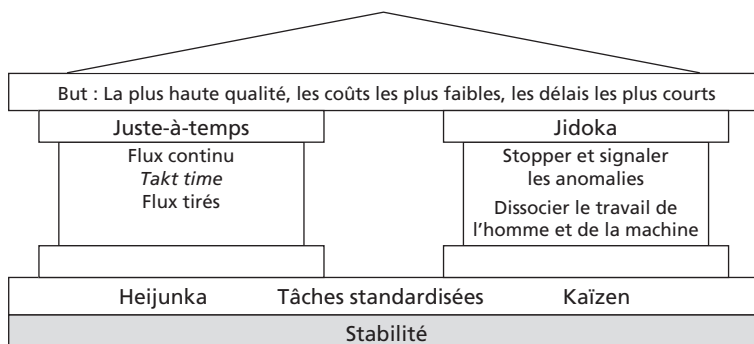 But : La plus haute qualité, les coûts les plus faibles, les délais les plus courts
Juste-à-temps
Flux continu
Takt time
Flux tirés
Jidoka
Stopper et signaler
les anomalies
Dissocier le travail de
l’homme et de la machine
Heijunka Tâches standardisées Kaïzen
Stabilité